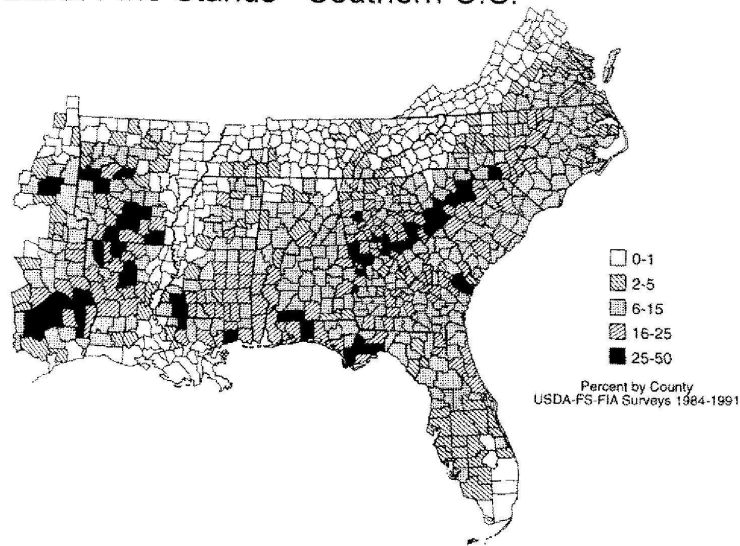 Stands Southern U.S.
0-1
2-5
6-15
16-25
25-50
Percent by County
USDA-FS-FIA Surveys 1984-1991